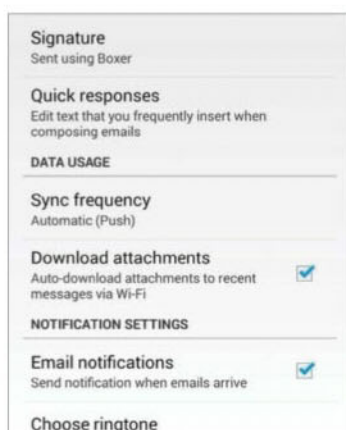 Signature
Sent using Boxer
Quick responses
Edit text that you frequently insert when
composing emails
DATA USAGE
Sync frequency
Automatic (Push)
Download attachments
Auto-download attachments to recent
messages via Wi-Fi
NOTIFICATION SETTINGS
Email notifications
Send notification when emails arrive
Choose ringtone